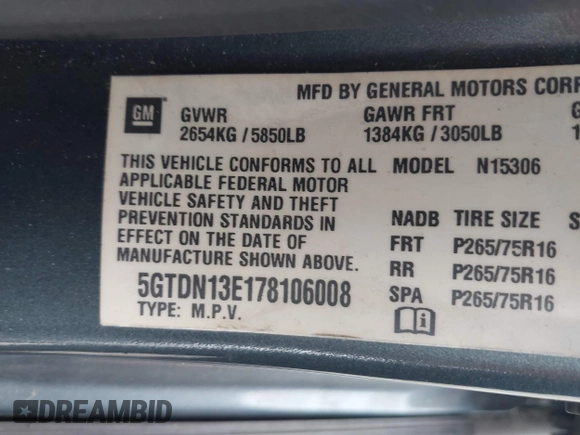 MFD BY GENERAL MOTORS CORP
GM
GVWR
2654KG / 5850LB
GAWR FRT
1384KG / 3050LB
THIS VEHICLE CONFORMS TO ALL
APPLICABLE FEDERAL MOTOR
VEHICLE SAFETY AND THEFT
PREVENTION STANDARDS IN
EFFECT ON THE DATE OF
MANUFACTURE SHOWN ABOVE.
5GTDN13E178106008
TYPE: M.P.V.
MODEL N15306
NADB TIRE SIZE
FRT P265/75R16
RR P265/75R16
SPA P265/75R16
DREAMBID